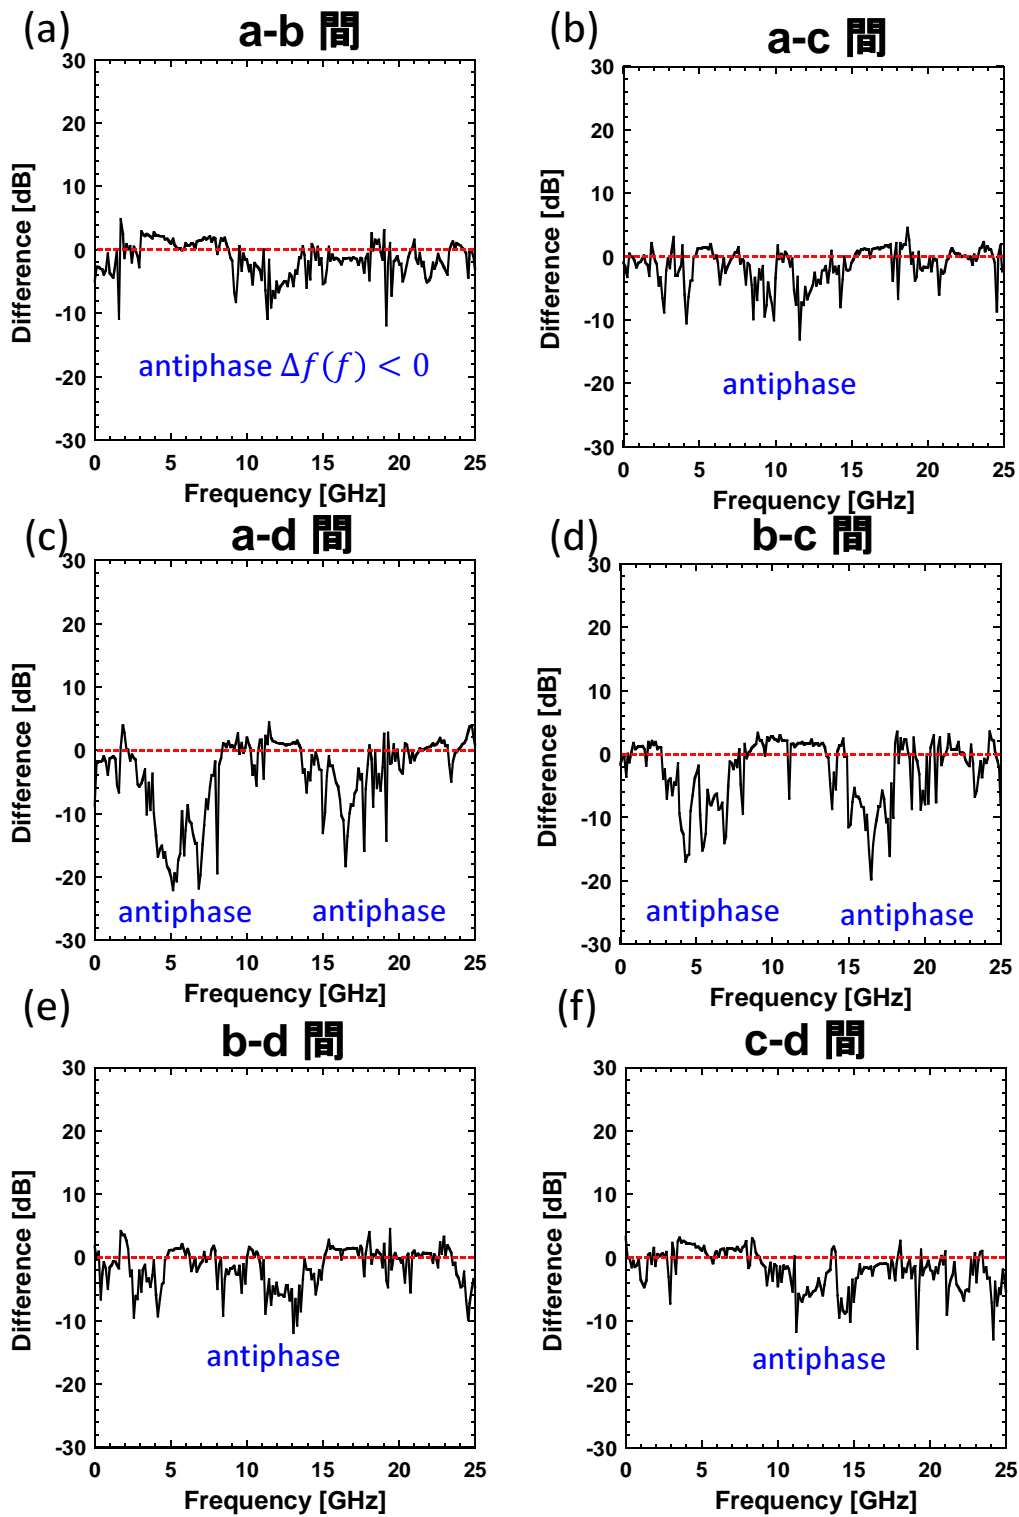 (a)
a-b 間
30
20
10
0
-10
-20
-30
Difference [dB]
antiphase Δf(f) < 0
0 5 10 15 20 25
Frequency [GHz]
(b)
a-c 間
30
20
10
0
-10
-20
-30
Difference [dB]
antiphase
0 5 10 15 20 25
Frequency [GHz]
(c)
a-d 間
30
20
10
0
-10
-20
-30
Difference [dB]
antiphase antiphase
0 5 10 15 20 25
Frequency [GHz]
(d)
b-c 間
30
20
10
0
-10
-20
-30
Difference [dB]
antiphase antiphase
0 5 10 15 20 25
Frequency [GHz]
(e)
b-d 間
30
20
10
0
-10
-20
-30
Difference [dB]
antiphase
0 5 10 15 20 25
Frequency [GHz]
(f)
c-d 間
30
20
10
0
-10
-20
-30
Difference [dB]
antiphase
0 5 10 15 20 25
Frequency [GHz]